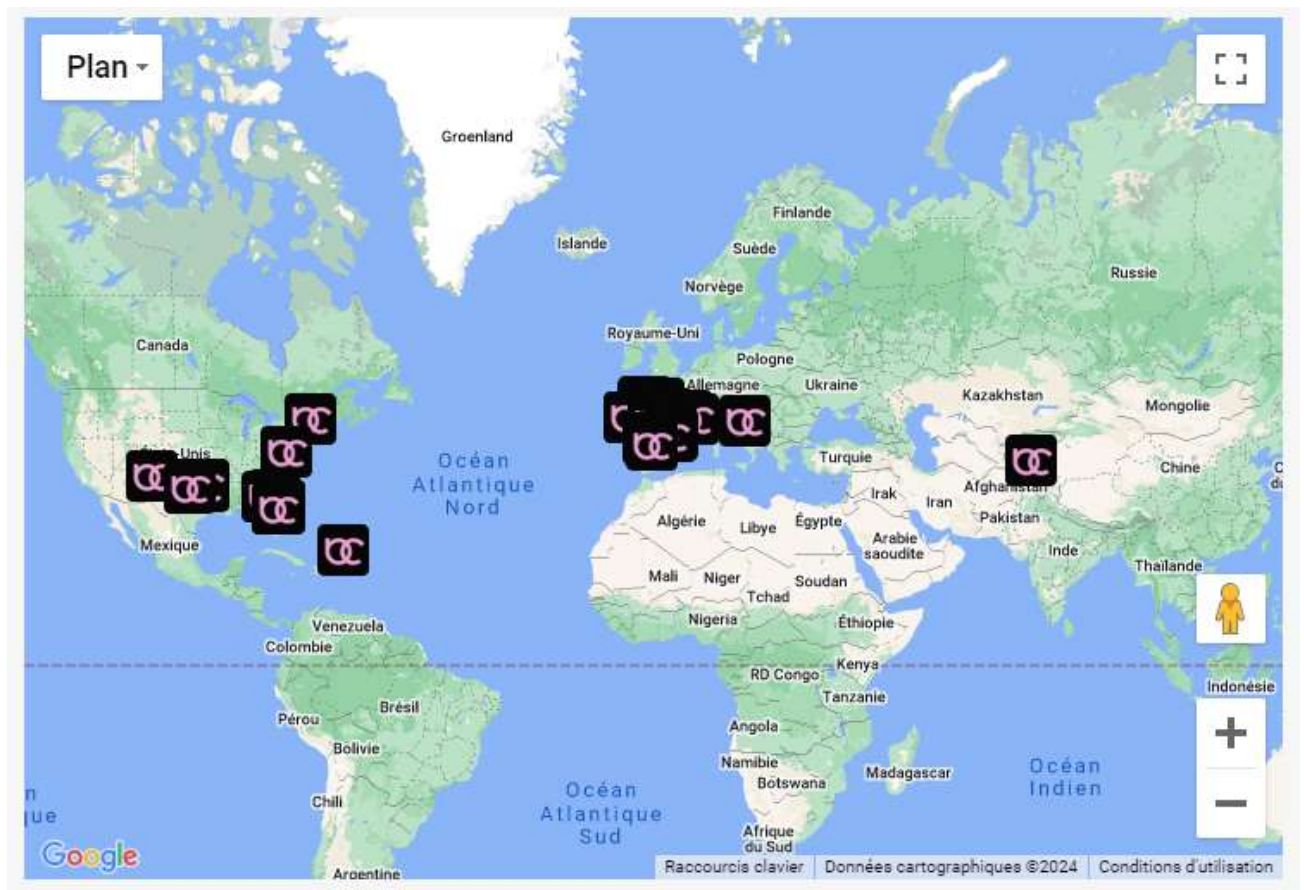 Plan
Groenland
Islande
Finlande
Suède
Norvège
Russie
Royaume-Uni
Canada
Pologne
Allemagne
Ukraine
Kazakhstan
Mongolie
Océan
Atlantique
Nord
Turquie
Chine
Afghanistan
Irak
Iran
Pakistan
Algérie
Libye
Égypte
Mexique
Arabie
saoudite
Inde
Thaïlande
Mali
Niger
Soudan
Tchad
Venezuela
Nigeria
Éthiopie
Colombie
RD Congo
Kenya
Indonésie
Tanzanie
Pérou
Brésil
Angola
Bolivie
Namibie
Botswana
Madagascar
Océan
Indien
Chili
Océan
Atlantique
Sud
Afrique
du Sud
Argentine
Google
Raccourcis clavier
Données cartographiques ©2024
Conditions d'utilisation